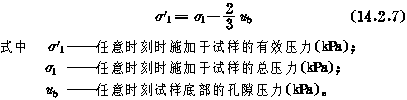 σ′₁= σ₁− 2/3 u_b (14.2.7)
式中 σ′₁——任意时刻时施加于试样的有效压力(kPa);
σ₁——任意时刻时施加于试样的总压力(kPa);
u_b——任意时刻试样底部的孔隙压力(kPa)。